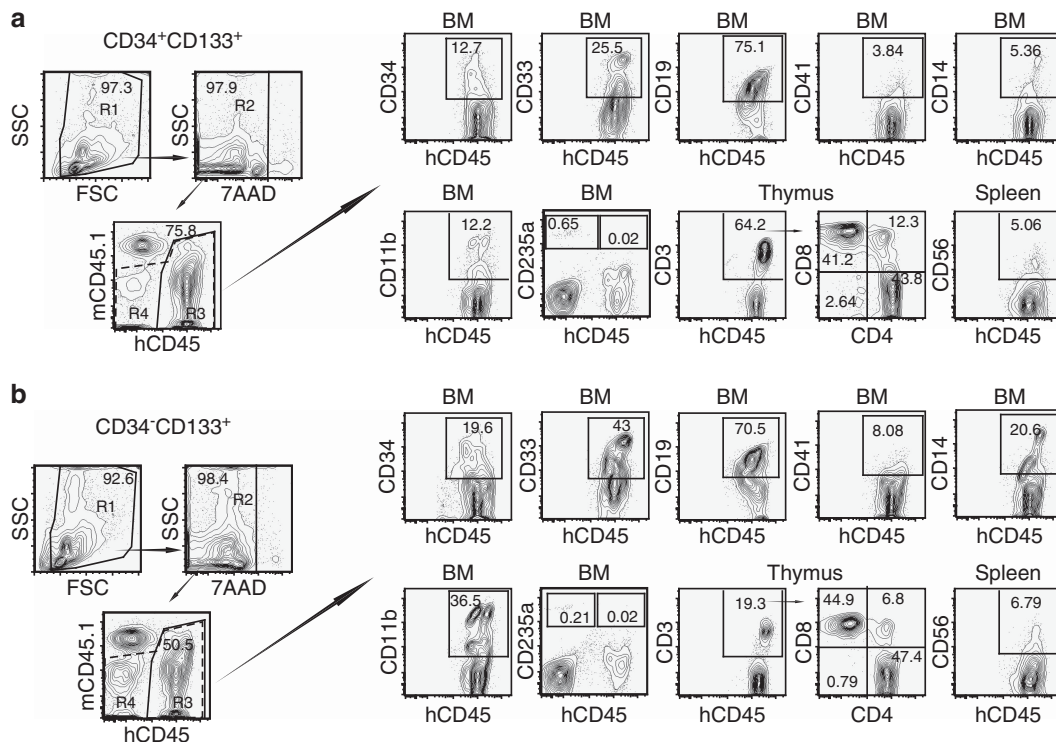 a
CD34+CD133+
SSC
97.3
R1
FSC
SSC
97.9
R2
7AAD
mCD45.1
75.8
R4
R3
hCD45
BM
CD34
12.7
hCD45
BM
CD33
25.5
hCD45
BM
CD19
75.1
hCD45
BM
CD41
3.84
hCD45
BM
CD14
5.36
hCD45
BM
CD11b
12.2
hCD45
BM
CD235a
0.65
0.02
hCD45
Thymus
CD3
64.2
hCD45
CD8
12.3
41.2
43.8
2.64
CD4
Spleen
CD56
5.06
hCD45
b
CD34-CD133+
SSC
92.6
R1
FSC
SSC
98.4
R2
7AAD
mCD45.1
50.5
R4
R3
hCD45
BM
CD34
19.6
hCD45
BM
CD33
43
hCD45
BM
CD19
70.5
hCD45
BM
CD41
8.08
hCD45
BM
CD14
20.6
hCD45
BM
CD11b
36.5
hCD45
BM
CD235a
0.21
0.02
hCD45
Thymus
CD3
19.3
hCD45
CD8
44.9
6.8
47.4
0.79
CD4
Spleen
CD56
6.79
hCD45